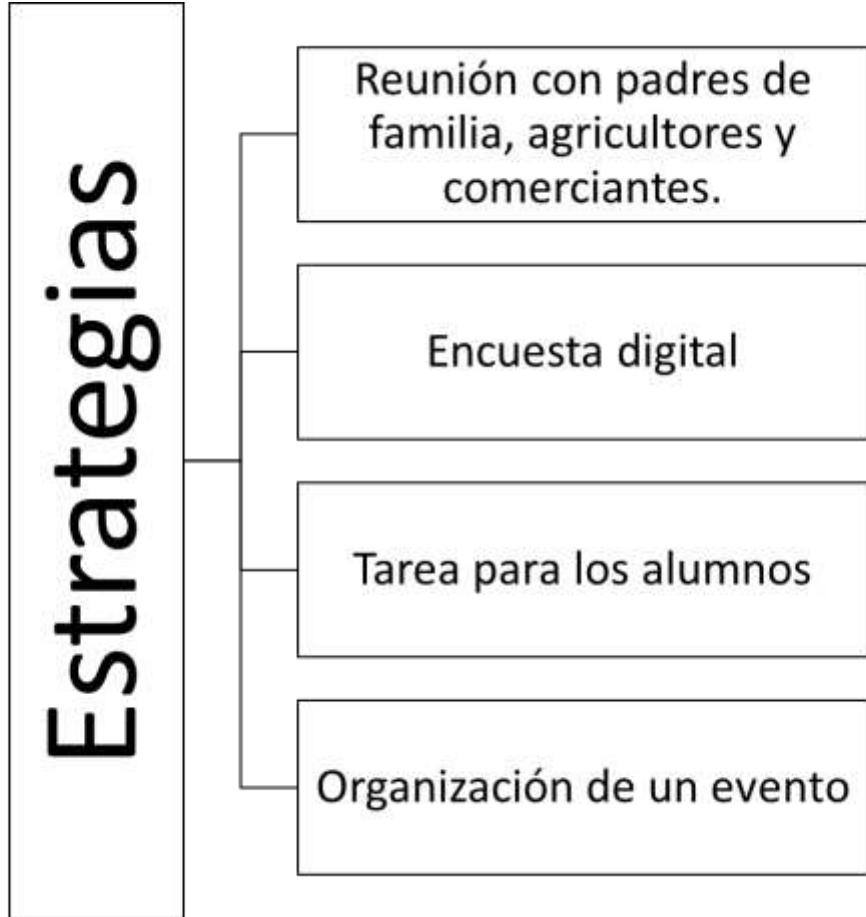 Estrategias
Reunión con padres de
familia, agricultores y
comerciantes.
Encuesta digital
Tarea para los alumnos
Organización de un evento